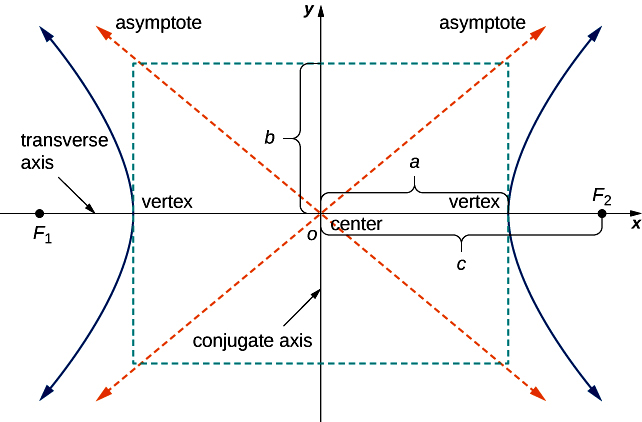 y
asymptote
asymptote
b
transverse
axis
a
vertex
vertex
F1
F2
o
center
x
c
conjugate axis